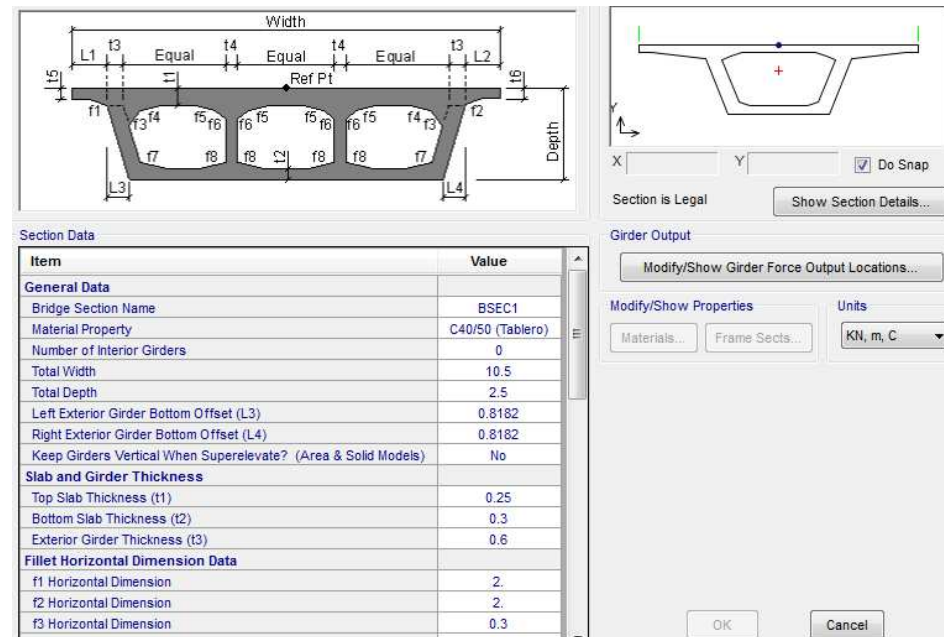 Width
L1 t3 Equal t4 Equal t4 Equal t3 L2
t5 t1 Ref Pt t6
f1 f3 f4 f5 f6 f6 f5 f5 f6 f6 f5 f4 f3 f2
Depth
f7 f8 f8 t2 f8 f8 f7
L3 L4
Y
X Y Do Snap
Section is Legal Show Section Details...
Section Data
Item Value
General Data
Bridge Section Name BSEC1
Material Property C40/50 (Tablero)
Number of Interior Girders 0
Total Width 10.5
Total Depth 2.5
Left Exterior Girder Bottom Offset (L3) 0.8182
Right Exterior Girder Bottom Offset (L4) 0.8182
Keep Girders Vertical When Superelevate? (Area & Solid Models) No
Slab and Girder Thickness
Top Slab Thickness (t1) 0.25
Bottom Slab Thickness (t2) 0.3
Exterior Girder Thickness (t3) 0.6
Fillet Horizontal Dimension Data
f1 Horizontal Dimension 2.
f2 Horizontal Dimension 2.
f3 Horizontal Dimension 0.3
Girder Output
Modify/Show Girder Force Output Locations...
Modify/Show Properties
Materials... Frame Sects...
Units
KN, m, C
OK Cancel